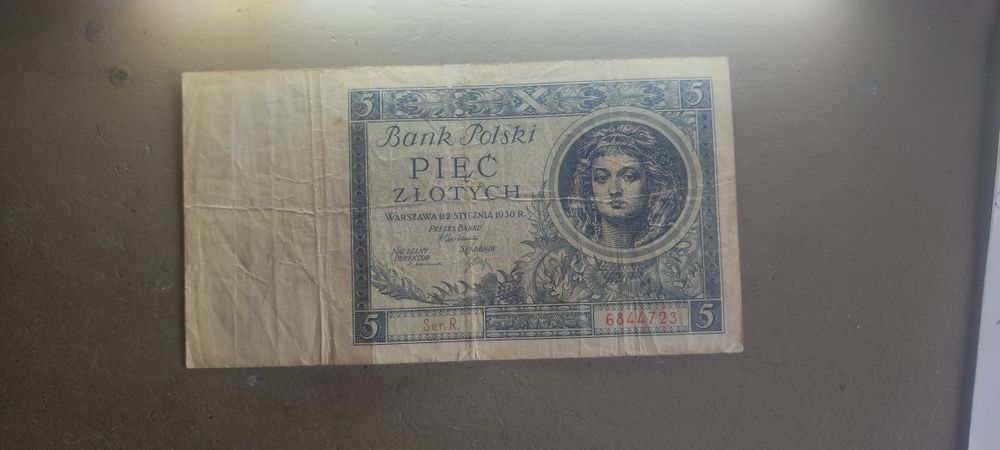 5
5
Bank Polski
PIĘĆ
ZŁOTYCH
WARSZAWA D.2 STYCZNIA 1930 R.
PREZES BANKU
NACZELNY SKARBNIK
DYREKTOR
5 Ser. R. 6844723 5